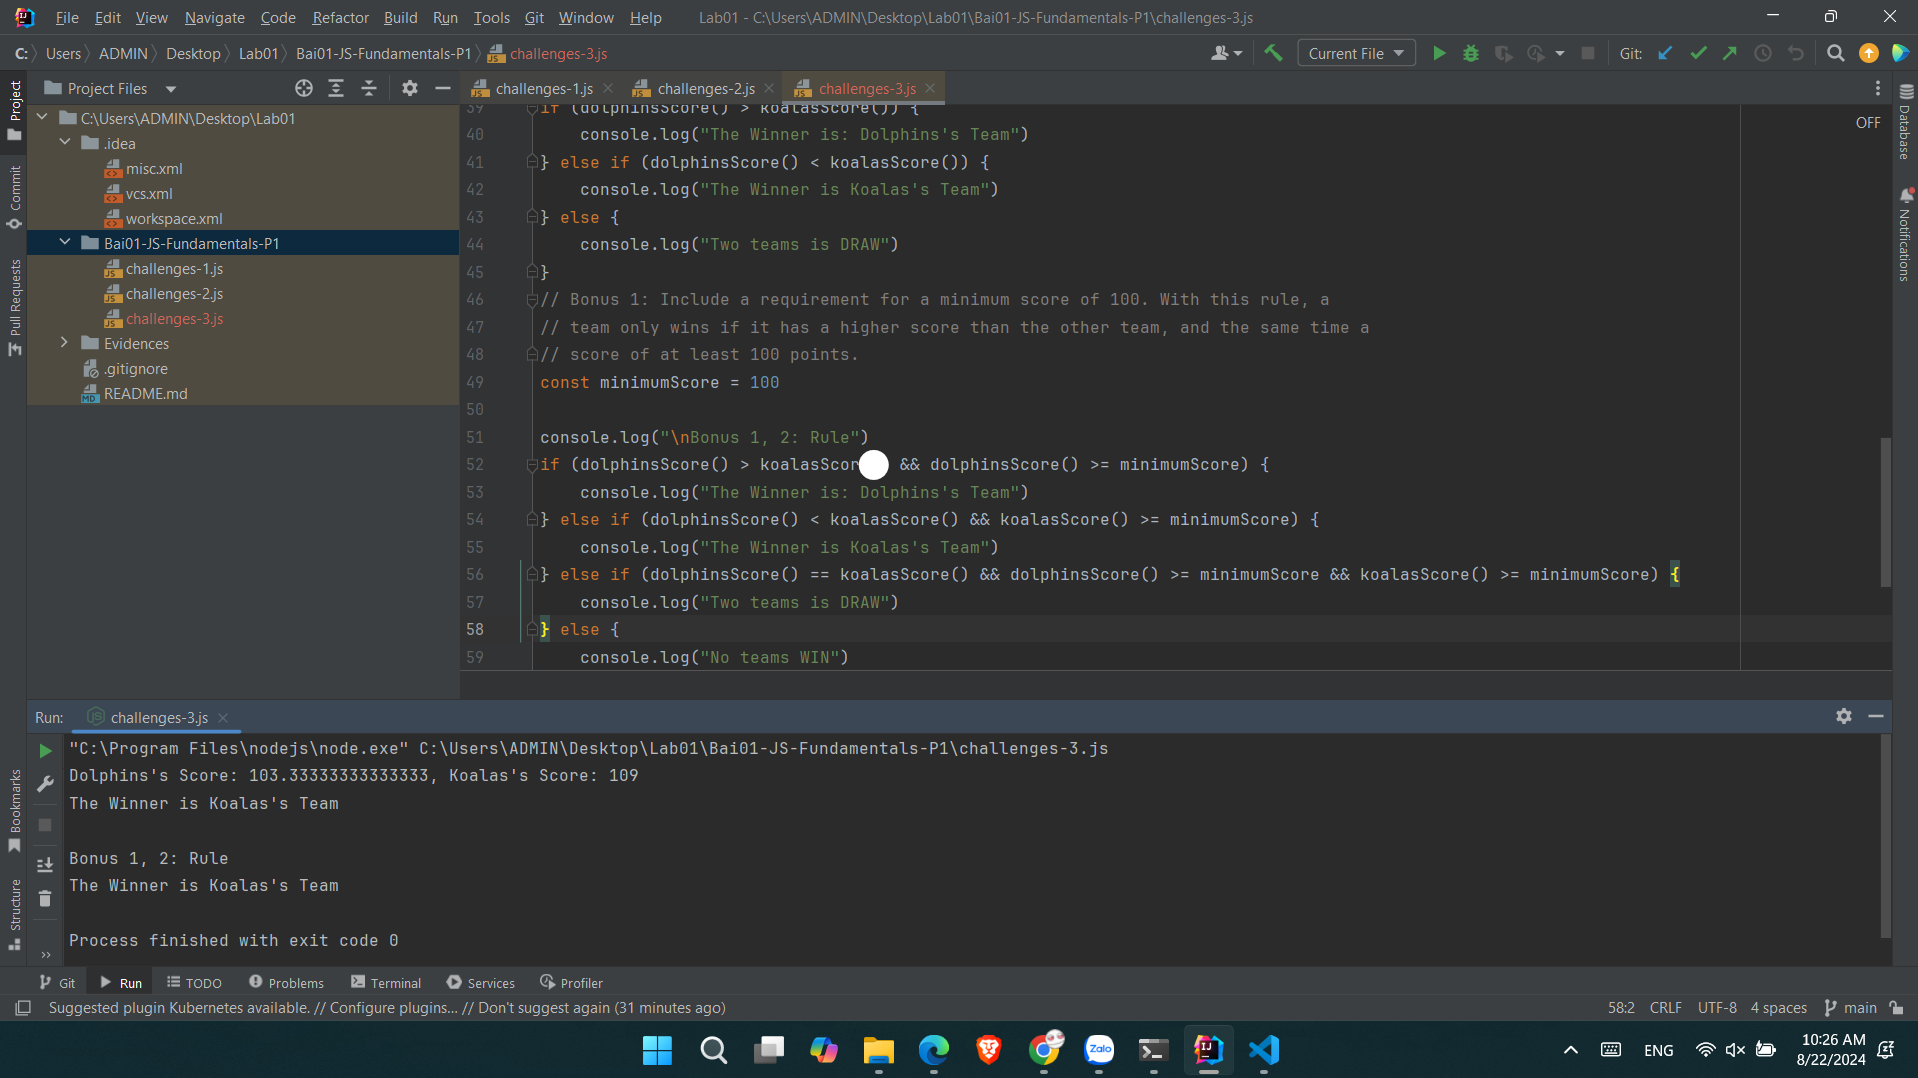 File Edit View Navigate Code Refactor Build Run Tools Git Window Help Lab01 - C:\Users\ADMIN\Desktop\Lab01\Bai01-JS-Fundamentals-P1\challenges-3.js
C: Users ADMIN Desktop Lab01 Bai01-JS-Fundamentals-P1 challenges-3.js Current File Git:
Project Files challenges-1.js challenges-2.js challenges-3.js
Project
Commit
Pull Requests
Bookmarks
Structure
C:\Users\ADMIN\Desktop\Lab01
.idea
misc.xml
vcs.xml
workspace.xml
Bai01-JS-Fundamentals-P1
challenges-1.js
challenges-2.js
challenges-3.js
Evidences
.gitignore
README.md
39 if (dolphinsScore() > koalasScore()) {
40 console.log("The Winner is: Dolphins's Team")
41 } else if (dolphinsScore() < koalasScore()) {
42 console.log("The Winner is Koalas's Team")
43 } else {
44 console.log("Two teams is DRAW")
45 }
46 // Bonus 1: Include a requirement for a minimum score of 100. With this rule, a
47 // team only wins if it has a higher score than the other team, and the same time a
48 // score of at least 100 points.
49 const minimumScore = 100
50
51 console.log("\nBonus 1, 2: Rule")
52 if (dolphinsScore() > koalasScor && dolphinsScore() >= minimumScore) {
53 console.log("The Winner is: Dolphins's Team")
54 } else if (dolphinsScore() < koalasScore() && koalasScore() >= minimumScore) {
55 console.log("The Winner is Koalas's Team")
56 } else if (dolphinsScore() == koalasScore() && dolphinsScore() >= minimumScore && koalasScore() >= minimumScore) {
57 console.log("Two teams is DRAW")
58 } else {
59 console.log("No teams WIN")
OFF
Database
Notifications
Run: challenges-3.js
"C:\Program Files\nodejs\node.exe" C:\Users\ADMIN\Desktop\Lab01\Bai01-JS-Fundamentals-P1\challenges-3.js
Dolphins's Score: 103.33333333333333, Koalas's Score: 109
The Winner is Koalas's Team
Bonus 1, 2: Rule
The Winner is Koalas's Team
Process finished with exit code 0
Git Run TODO Problems Terminal Services Profiler
Suggested plugin Kubernetes available. // Configure plugins... // Don't suggest again (31 minutes ago) 58:2 CRLF UTF-8 4 spaces main
Zalo
ENG
10:26 AM
8/22/2024